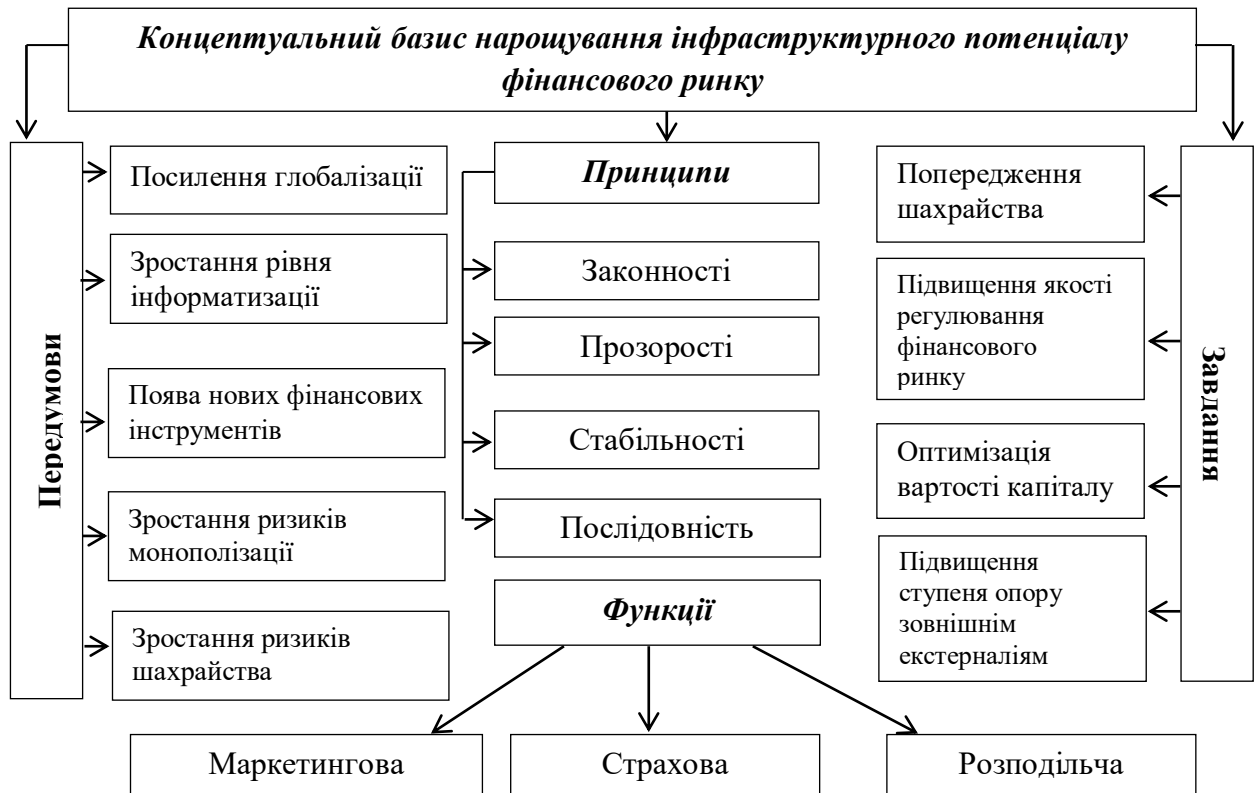 Концептуальний базис нарощування інфраструктурного потенціалу
фінансового ринку
Передумови
Посилення глобалізації
Зростання рівня
інформатизації
Поява нових фінансових
інструментів
Зростання ризиків
монополізації
Зростання ризиків
шахрайства
Принципи
Законності
Прозорості
Стабільності
Послідовність
Функції
Маркетингова
Страхова
Розподільча
Завдання
Попередження
шахрайства
Підвищення якості
регулювання
фінансового
ринку
Оптимізація
вартості капіталу
Підвищення
ступеня опору
зовнішнім
екстерналіям